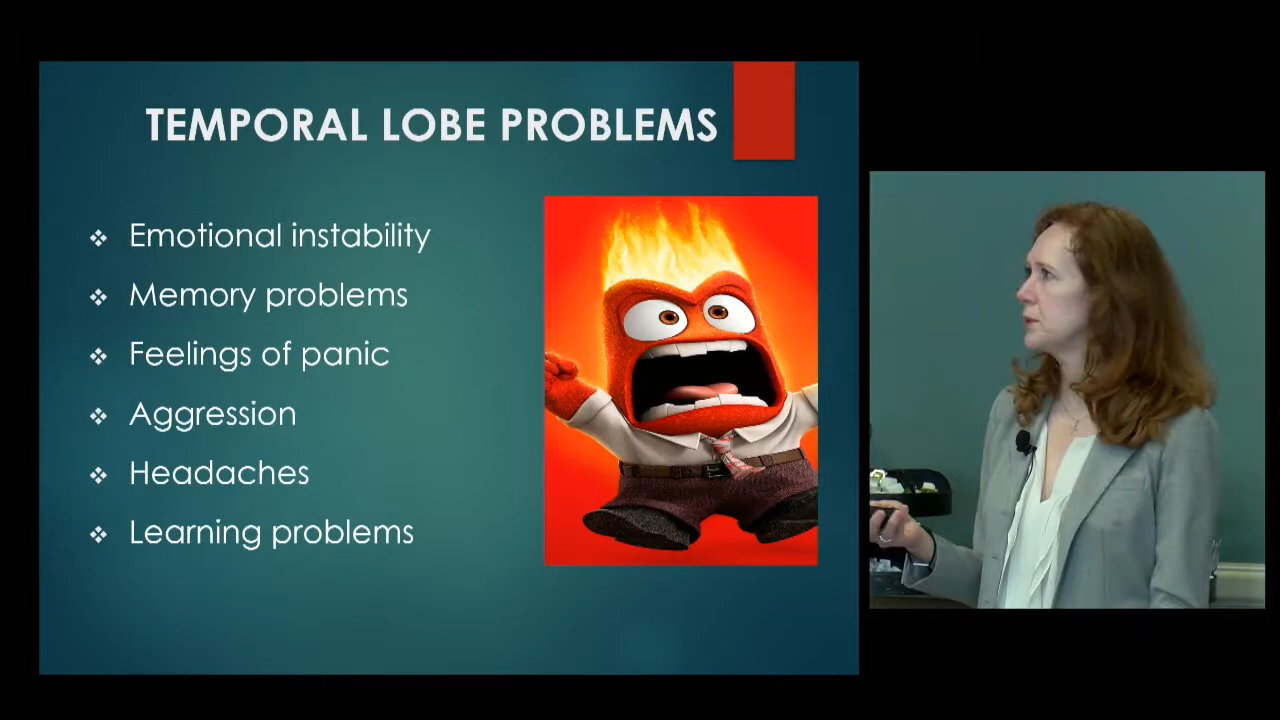 TEMPORAL LOBE PROBLEMS
Emotional instability
Memory problems
Feelings of panic
Aggression
Headaches
Learning problems